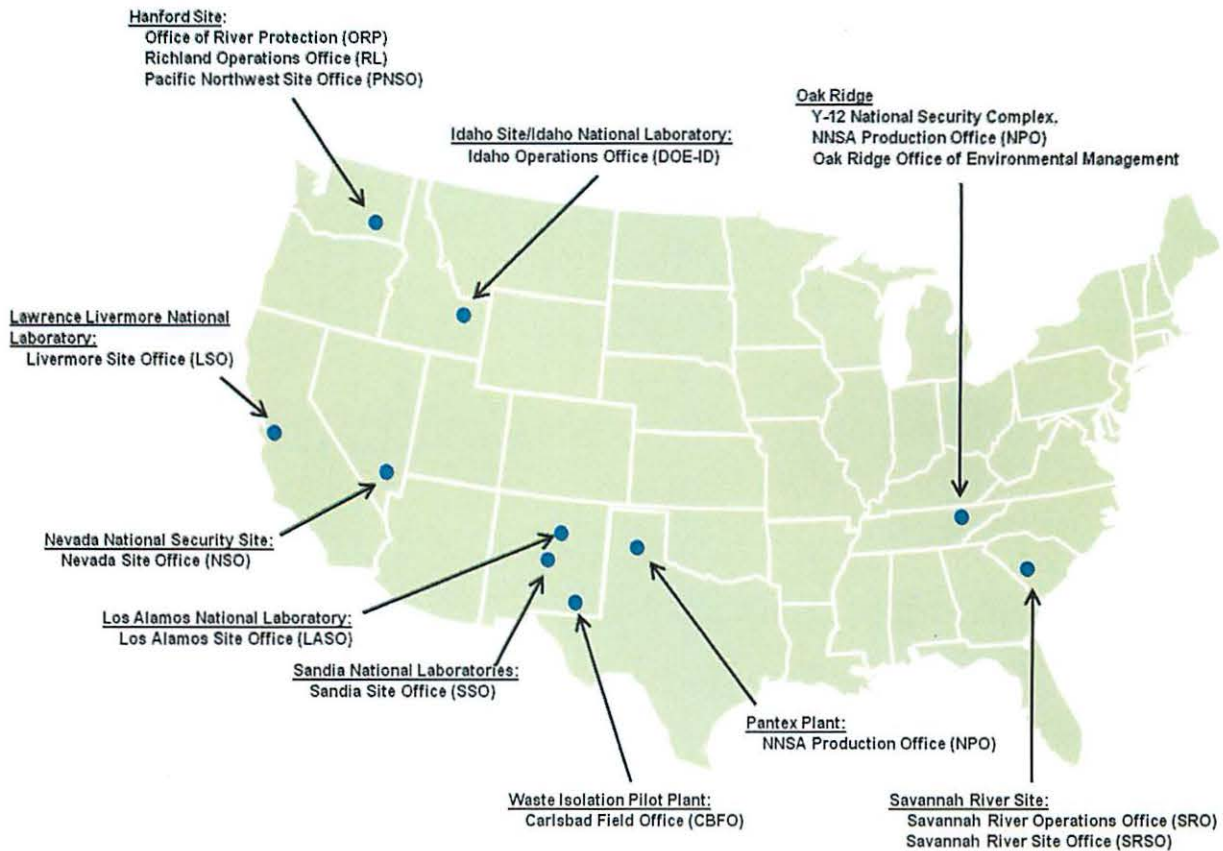 Hanford Site:
Office of River Protection (ORP)
Richland Operations Office (RL)
Pacific Northwest Site Office (PNSO)
Idaho Site/Idaho National Laboratory:
Idaho Operations Office (DOE-ID)
Oak Ridge
Y-12 National Security Complex.
NNSA Production Office (NPO)
Oak Ridge Office of Environmental Management
Lawrence Livermore National
Laboratory:
Livermore Site Office (LSO)
Nevada National Security Site:
Nevada Site Office (NSO)
Los Alamos National Laboratory:
Los Alamos Site Office (LASO)
Sandia National Laboratories:
Sandia Site Office (SSO)
Pantex Plant:
NNSA Production Office (NPO)
Waste Isolation Pilot Plant:
Carlsbad Field Office (CBFO)
Savannah River Site:
Savannah River Operations Office (SRO)
Savannah River Site Office (SRSO)